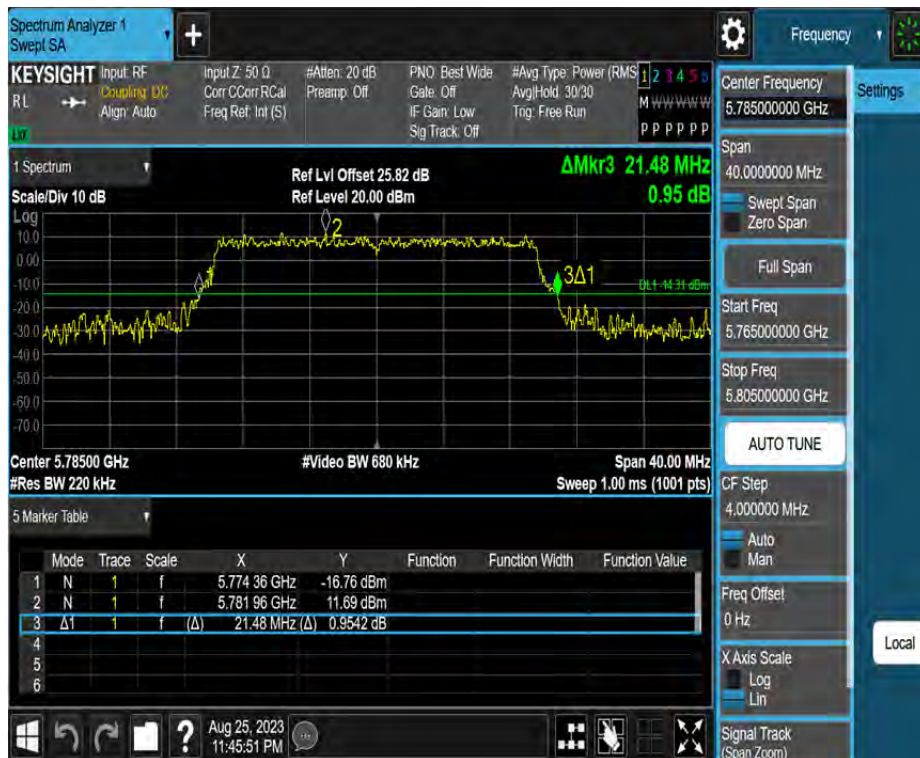 Spectrum Analyzer 1
Swept SA
+
Frequency
KEYSIGHT Input: RF Input Z: 50 Ω #Atten: 20 dB PNO: Best Wide #Avg Type: Power (RMS 1 2 3 4 5 6
RL Coupling: DC Corr CCorr RCal Preamp: Off Gate: Off Avg|Hold: 30/30 M W W W W W
Align: Auto Freq Ref: Int (S) IF Gain: Low Trig: Free Run
LXI Sig Track: Off P P P P P P
Center Frequency
5.785000000 GHz
Settings
Span
40.0000000 MHz
Swept Span
Zero Span
Full Span
Start Freq
5.765000000 GHz
Stop Freq
5.805000000 GHz
AUTO TUNE
CF Step
4.000000 MHz
Auto
Man
Freq Offset
0 Hz
X Axis Scale
Log
Lin
Signal Track
(Span Zoom)
Local
1 Spectrum
Ref Lvl Offset 25.82 dB
ΔMkr3 21.48 MHz
Scale/Div 10 dB
Ref Level 20.00 dBm
0.95 dB
Log
10.0
0.00
-10.0
-20.0
-30.0
-40.0
-50.0
-60.0
-70.0
2
3Δ1
Center 5.78500 GHz #Video BW 680 kHz Span 40.00 MHz
#Res BW 220 kHz Sweep 1.00 ms (1001 pts)
5 Marker Table
Mode Trace Scale X Y Function Function Width Function Value
1 N 1 f 5.774 36 GHz -16.76 dBm
2 N 1 f 5.781 96 GHz 11.69 dBm
3 Δ1 1 f (Δ) 21.48 MHz (Δ) 0.9542 dB
4
5
6
?
Aug 25, 2023
11:45:51 PM